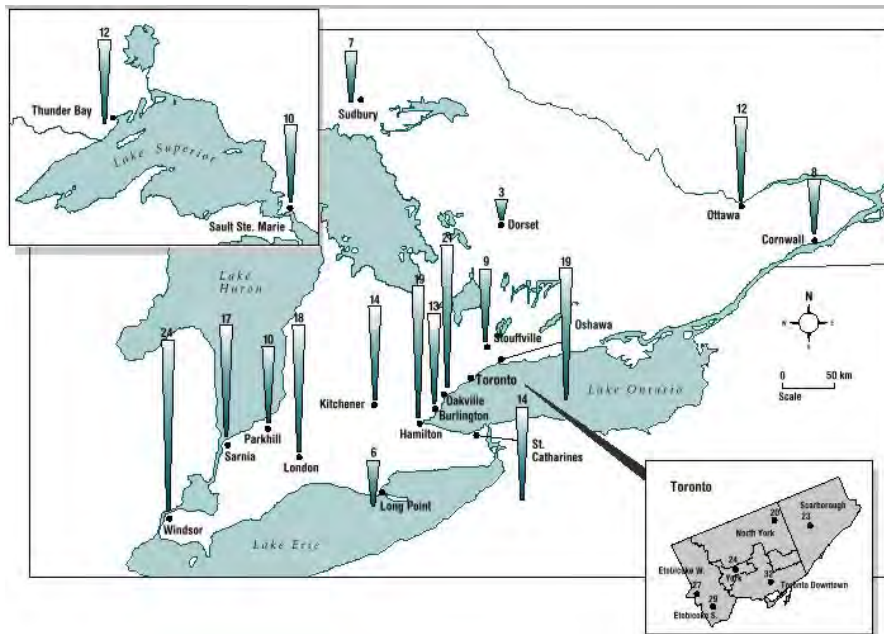 12
Thunder Bay
Lake Superior
10
Sault Ste. Marie
7
Sudbury
3
Dorset
12
Ottawa
8
Cornwall
Lake
Huron
24
Windsor
17
Sarnia
10
Parkhill
18
London
14
Kitchener
19
Hamilton
13
Burlington
Oakville
9
Stouffville
19
Oshawa
Toronto
Lake Ontario
14
St.
Catharines
6
Long Point
Lake Erie
N
W
E
S
0 50 km
Scale
Toronto
Scarborough
23
20
North York
24
York
32
Toronto Downtown
Etobicoke W.
27
29
Etobicoke S.